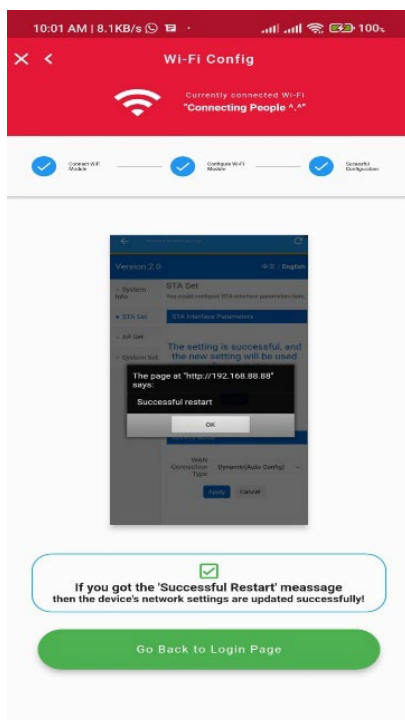 10:01 AM | 8.1KB/s
100%
Wi-Fi Config
Currently connected Wi-Fi
"Connecting People ^.^"
Connect Wifi
Module
Configure Wi-Fi
Module
Successful
Configuration
Version:2.0
中文 / English
- System
Info
STA Set
You could configure STA interface parameters here.
• STA Set
STA Interface Parameters
- AP Set
- System Set
The setting is successful, and
the new setting will be used
The page at "http://192.168.88.88"
says:
Successful restart
OK
WAN
Connection
Type
Dynamic(Auto Config)
Apply
Cancel
If you got the 'Successful Restart' meassage
then the device's network settings are updated successfully!
Go Back to Login Page